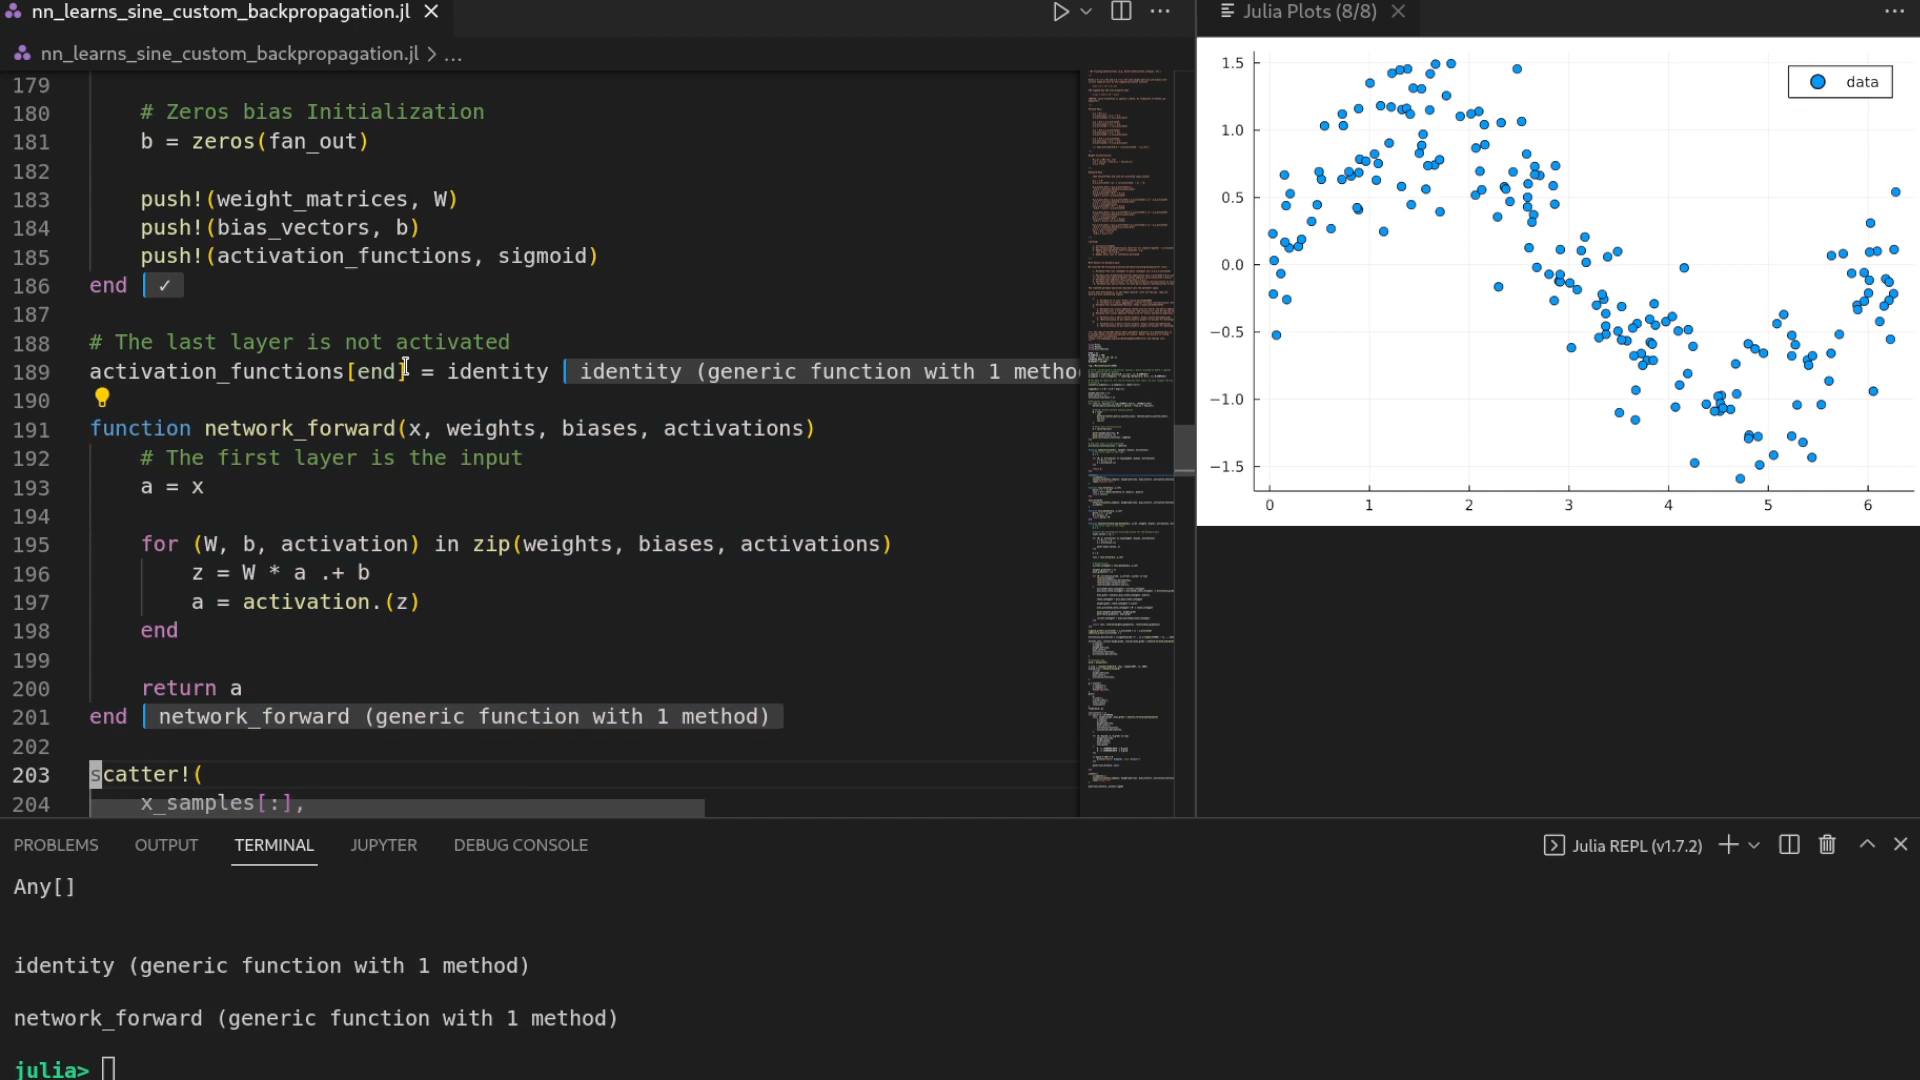 nn_learns_sine_custom_backpropagation.jl
nn_learns_sine_custom_backpropagation.jl > ...
179
180 # Zeros bias Initialization
181 b = zeros(fan_out)
182
183 push!(weight_matrices, W)
184 push!(bias_vectors, b)
185 push!(activation_functions, sigmoid)
186 end ✓
187
188 # The last layer is not activated
189 activation_functions[end] = identity identity (generic function with 1 metho
190
191 function network_forward(x, weights, biases, activations)
192 # The first layer is the input
193 a = x
194
195 for (W, b, activation) in zip(weights, biases, activations)
196 z = W * a .+ b
197 a = activation.(z)
198 end
199
200 return a
201 end network_forward (generic function with 1 method)
202
203 scatter!(
204 x_samples[:],
Julia Plots (8/8)
data
1.5
1.0
0.5
0.0
−0.5
−1.0
−1.5
0 1 2 3 4 5 6
PROBLEMS OUTPUT TERMINAL JUPYTER DEBUG CONSOLE
Julia REPL (v1.7.2)
Any[]
identity (generic function with 1 method)
network_forward (generic function with 1 method)
julia>